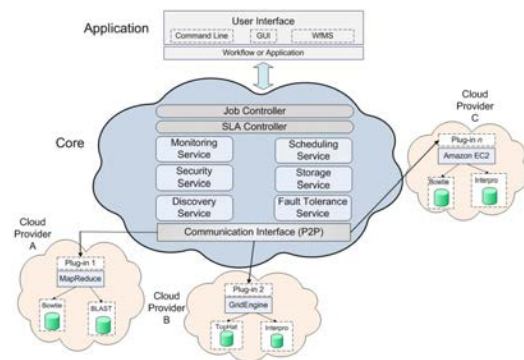 Application
User Interface
Command Line
GUI
WfMS
Workflow or Application
Core
Job Controller
SLA Controller
Monitoring
Service
Scheduling
Service
Security
Service
Storage
Service
Discovery
Service
Fault Tolerance
Service
Communication Interface (P2P)
Cloud
Provider
A
Plug-in 1
MapReduce
Bowtie
BLAST
Cloud
Provider
B
Plug-in 2
GridEngine
TopHat
Interpro
Cloud
Provider
C
Plug-in n
Amazon EC2
Bowtie
Interpro